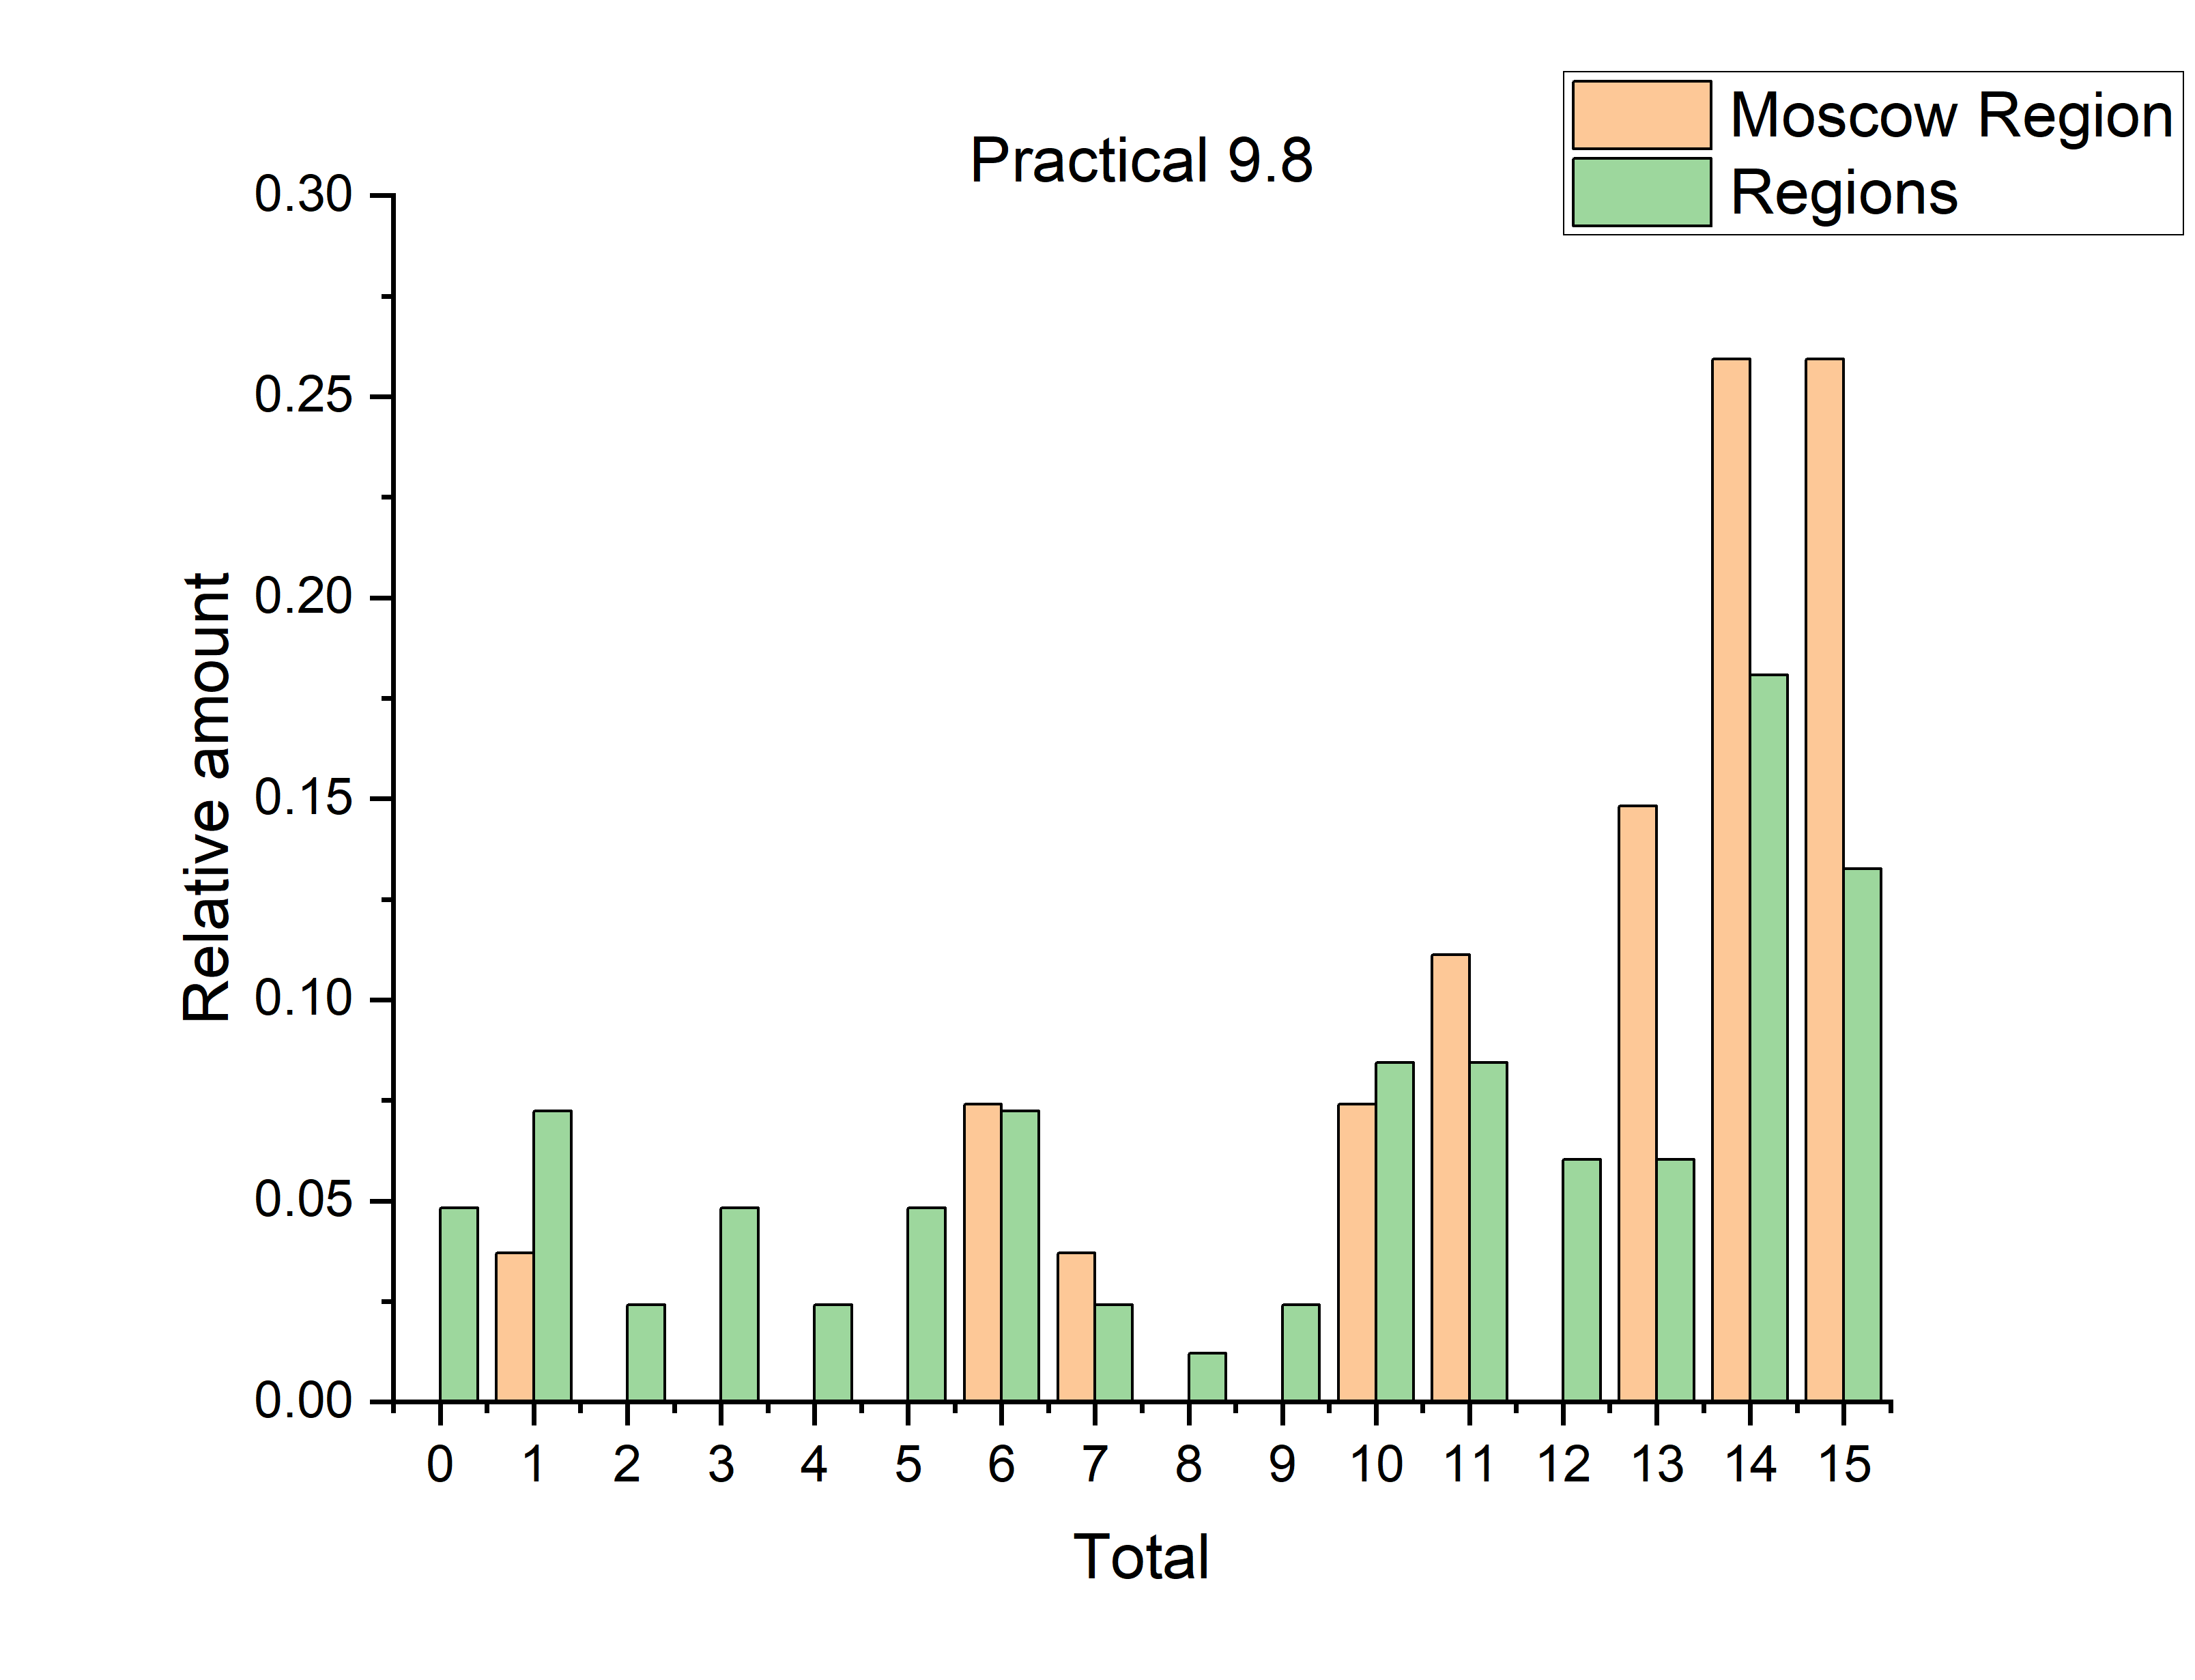 Moscow Region
Regions
Practical 9.8
0.30
0.25
0.20
0.15
0.10
0.05
0.00
Relative amount
0 1 2 3 4 5 6 7 8 9 10 11 12 13 14 15
Total